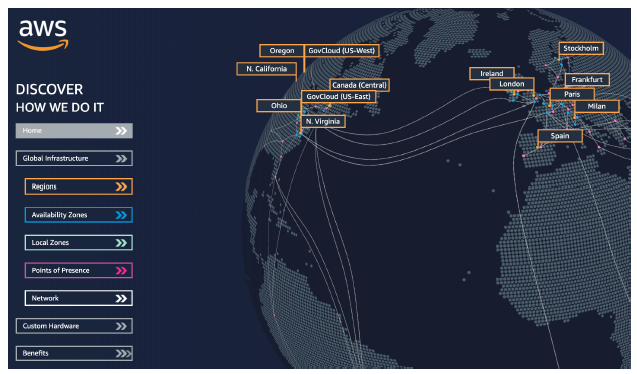 aws
DISCOVER
HOW WE DO IT
Home
Global Infrastructure
Regions
Availability Zones
Local Zones
Points of Presence
Network
Custom Hardware
Benefits
Oregon
GovCloud (US-West)
N. California
Canada (Central)
GovCloud (US-East)
Ohio
N. Virginia
Stockholm
Ireland
London
Frankfurt
Paris
Milan
Spain